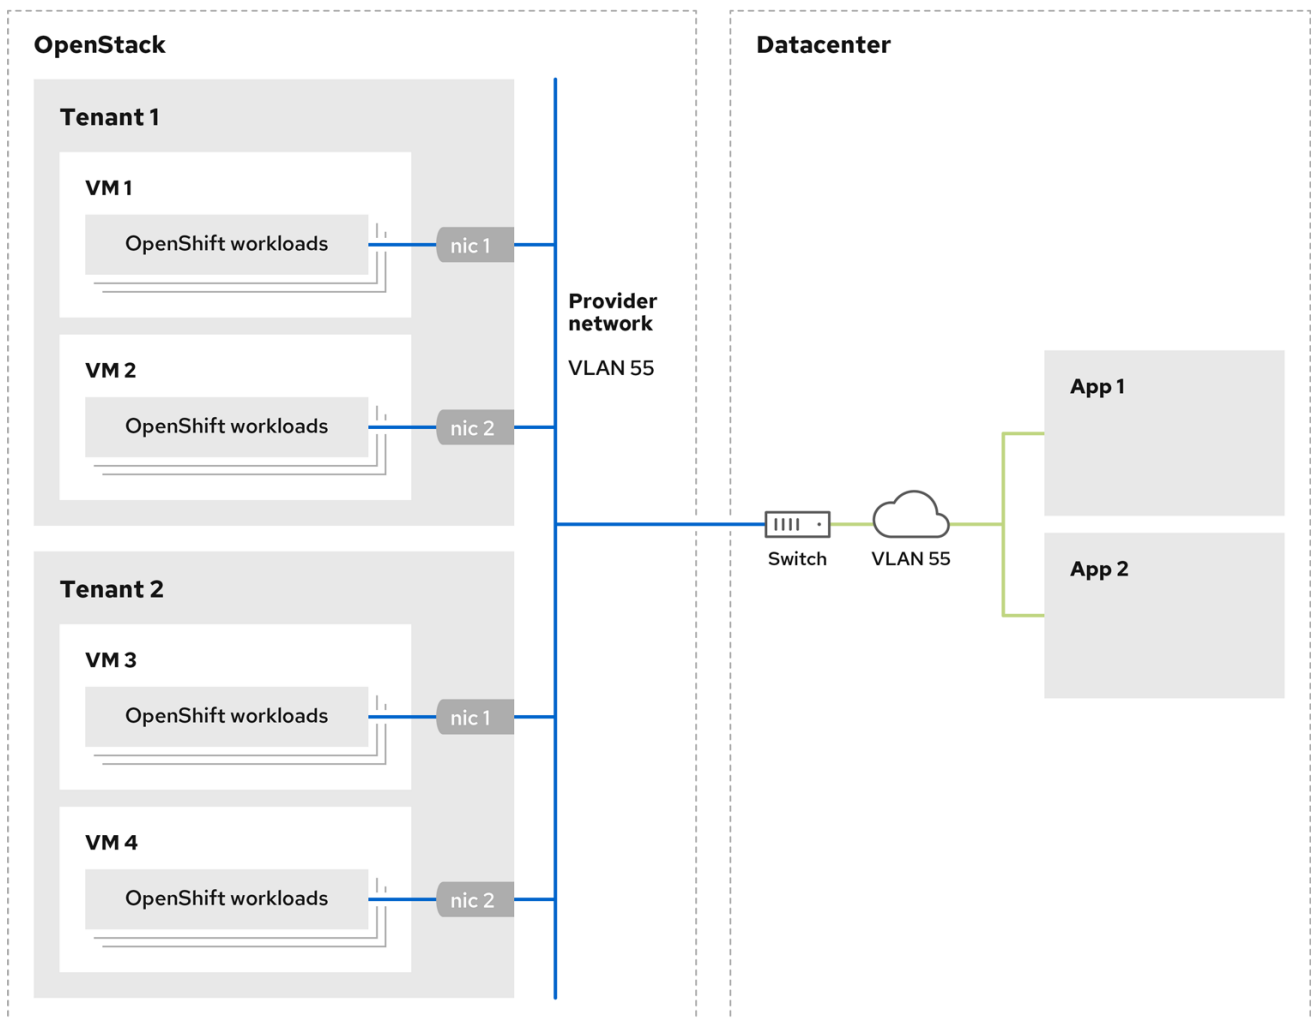 OpenStack
Tenant 1
VM 1
OpenShift workloads
nic 1
VM 2
OpenShift workloads
nic 2
Provider
network
VLAN 55
Tenant 2
VM 3
OpenShift workloads
nic 1
VM 4
OpenShift workloads
nic 2
Datacenter
Switch
VLAN 55
App 1
App 2